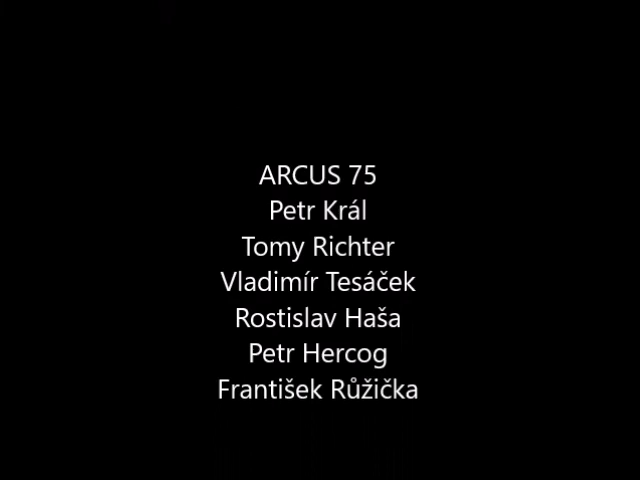 ARCUS 75
Petr Král
Tomy Richter
Vladimír Tesáček
Rostislav Haša
Petr Hercog
František Růžička